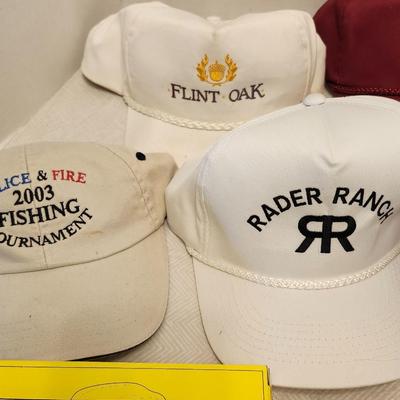 FLINT OAK
LICE & FIRE
2003
FISHING
OURNAMENT
RADER RANCH
RR